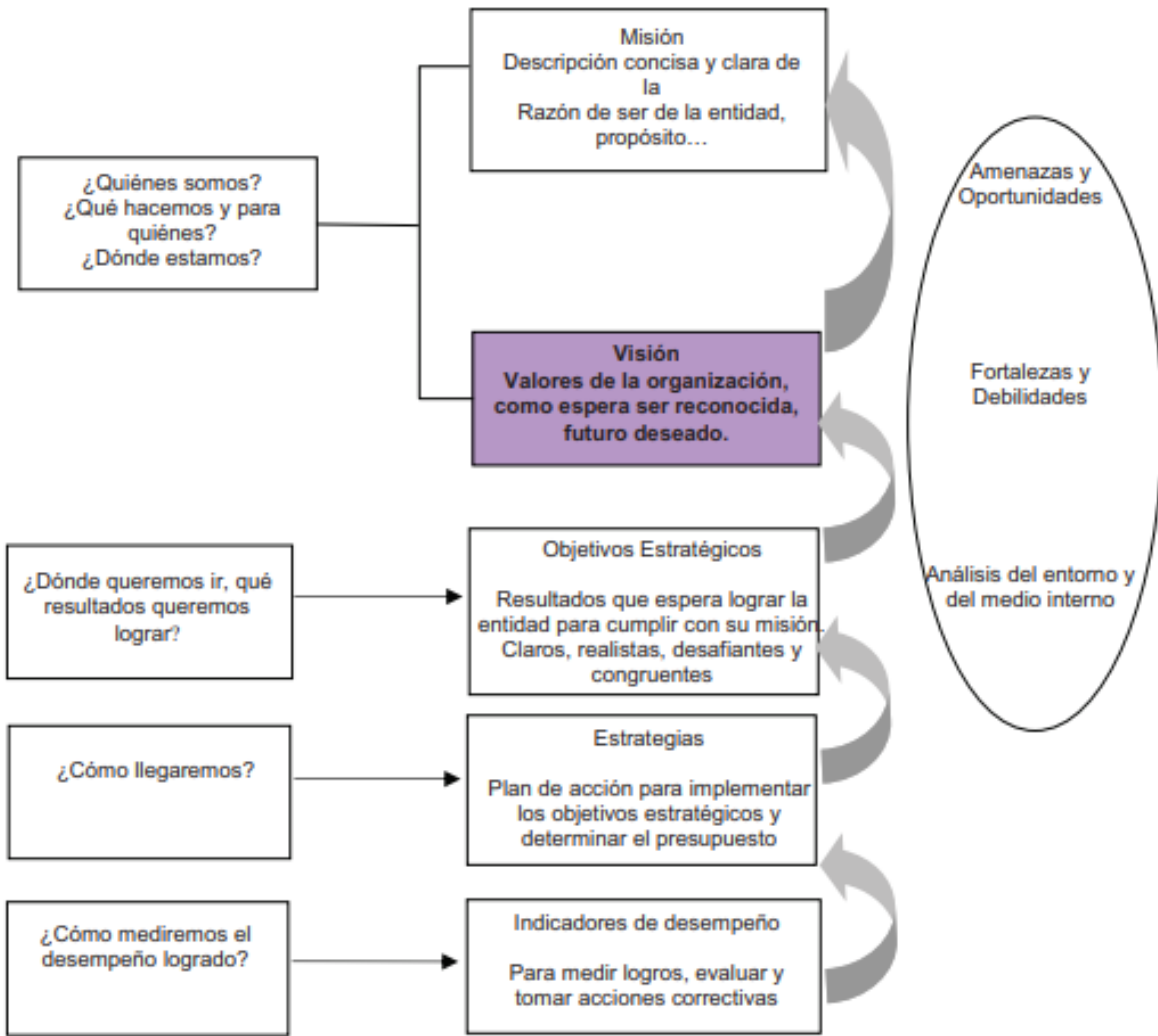 Misión
Descripción concisa y clara de
la
Razón de ser de la entidad,
propósito…
¿Quiénes somos?
¿Qué hacemos y para
quiénes?
¿Dónde estamos?
Visión
Valores de la organización,
como espera ser reconocida,
futuro deseado.
Amenazas y
Oportunidades
Fortalezas y
Debilidades
Análisis del entorno y
del medio interno
¿Dónde queremos ir, qué
resultados queremos
lograr?
Objetivos Estratégicos
Resultados que espera lograr la
entidad para cumplir con su misión.
Claros, realistas, desafiantes y
congruentes
¿Cómo llegaremos?
Estrategias
Plan de acción para implementar
los objetivos estratégicos y
determinar el presupuesto
¿Cómo mediremos el
desempeño logrado?
Indicadores de desempeño
Para medir logros, evaluar y
tomar acciones correctivas